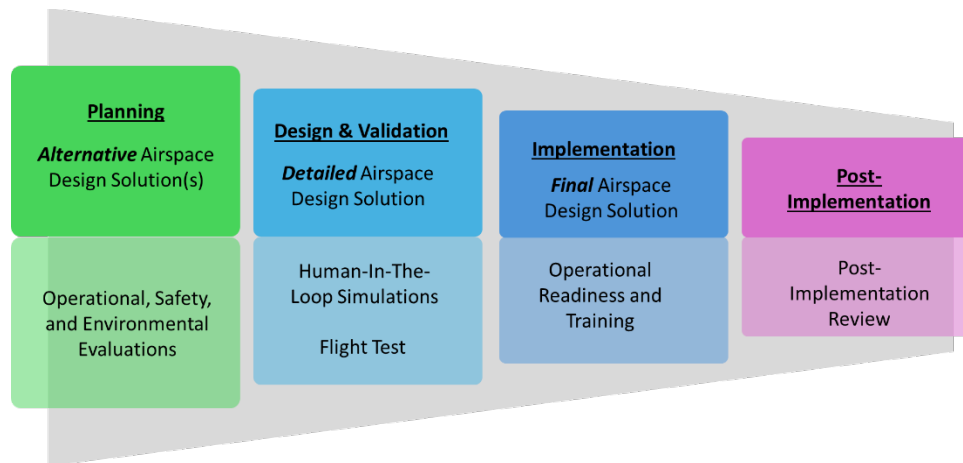 Planning
Alternative Airspace
Design Solution(s)
Operational, Safety,
and Environmental
Evaluations
Design & Validation
Detailed Airspace
Design Solution
Human-In-The-
Loop Simulations
Flight Test
Implementation
Final Airspace
Design Solution
Operational
Readiness and
Training
Post-
Implementation
Post-
Implementation
Review